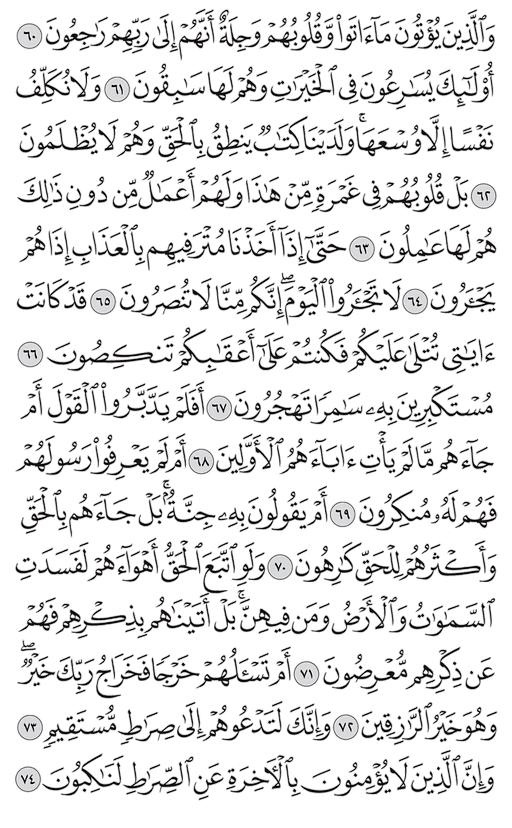 وَٱلَّذِينَ يُؤۡتُونَ مَآ ءَاتَواْ وَّقُلُوبُهُمۡ وَجِلَةٌ أَنَّهُمۡ إِلَىٰ رَبِّهِمۡ رَٰجِعُونَ ٦٠
أُوْلَٰٓئِكَ يُسَٰرِعُونَ فِي ٱلۡخَيۡرَٰتِ وَهُمۡ لَهَا سَٰبِقُونَ ٦١ وَلَا نُكَلِّفُ
نَفۡسًا إِلَّا وُسۡعَهَاۚ وَلَدَيۡنَا كِتَٰبٞ يَنطِقُ بِٱلۡحَقِّ وَهُمۡ لَا يُظۡلَمُونَ
٦٢ بَلۡ قُلُوبُهُمۡ فِي غَمۡرَةٖ مِّنۡ هَٰذَا وَلَهُمۡ أَعۡمَٰلٞ مِّن دُونِ ذَٰلِكَ
هُمۡ لَهَا عَٰمِلُونَ ٦٣ حَتَّىٰٓ إِذَآ أَخَذۡنَا مُتۡرَفِيهِم بِٱلۡعَذَابِ إِذَا هُمۡ
يَجۡـَٔرُونَ ٦٤ لَا تَجۡـَٔرُواْ ٱلۡيَوۡمَۖ إِنَّكُم مِّنَّا لَا تُنصَرُونَ ٦٥ قَدۡ كَانَتۡ
ءَايَٰتِي تُتۡلَىٰ عَلَيۡكُمۡ فَكُنتُمۡ عَلَىٰٓ أَعۡقَٰبِكُمۡ تَنكِصُونَ ٦٦
مُسۡتَكۡبِرِينَ بِهِۦ سَٰمِرٗا تَهۡجُرُونَ ٦٧ أَفَلَمۡ يَدَّبَّرُواْ ٱلۡقَوۡلَ أَمۡ
جَآءَهُم مَّا لَمۡ يَأۡتِ ءَابَآءَهُمُ ٱلۡأَوَّلِينَ ٦٨ أَمۡ لَمۡ يَعۡرِفُواْ رَسُولَهُمۡ
فَهُمۡ لَهُۥ مُنكِرُونَ ٦٩ أَمۡ يَقُولُونَ بِهِۦ جِنَّةُۢۚ بَلۡ جَآءَهُم بِٱلۡحَقِّ
وَأَكۡثَرُهُمۡ لِلۡحَقِّ كَٰرِهُونَ ٧٠ وَلَوِ ٱتَّبَعَ ٱلۡحَقُّ أَهۡوَآءَهُمۡ لَفَسَدَتِ
ٱلسَّمَٰوَٰتُ وَٱلۡأَرۡضُ وَمَن فِيهِنَّۚ بَلۡ أَتَيۡنَٰهُم بِذِكۡرِهِمۡ فَهُمۡ
عَن ذِكۡرِهِم مُّعۡرِضُونَ ٧١ أَمۡ تَسۡـَٔلُهُمۡ خَرۡجٗا فَخَرَاجُ رَبِّكَ خَيۡرٞۖ
وَهُوَ خَيۡرُ ٱلرَّٰزِقِينَ ٧٢ وَإِنَّكَ لَتَدۡعُوهُمۡ إِلَىٰ صِرَٰطٖ مُّسۡتَقِيمٖ ٧٣
وَإِنَّ ٱلَّذِينَ لَا يُؤۡمِنُونَ بِٱلۡأٓخِرَةِ عَنِ ٱلصِّرَٰطِ لَنَٰكِبُونَ ٧٤